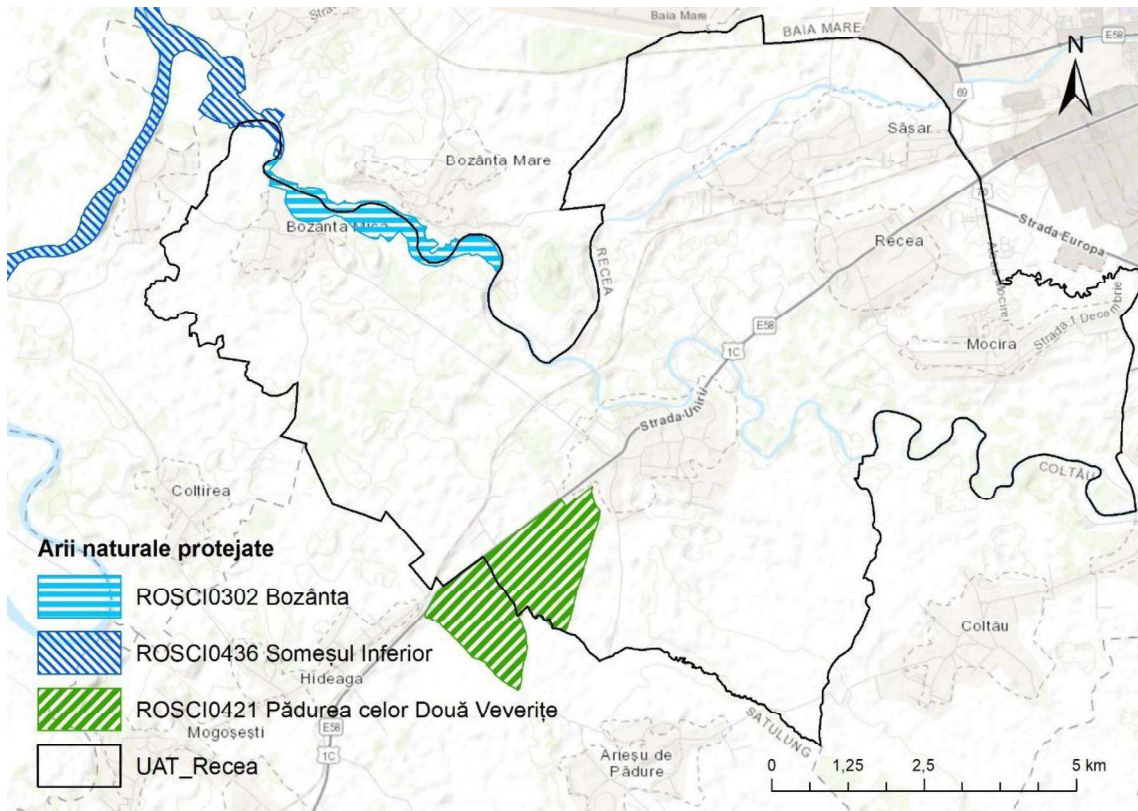 BAIA MARE
BAIA MARE
E58
N
69
Săsar
Bozânta Mare
Strada Europa
Bozânta Mică
RECEA
Recea
Mocira
Strada 1 Decembrie
E58
1C
Strada Unirii
COLTĂU
Coltirea
Arii naturale protejate
ROSCI0302 Bozânta
ROSCI0436 Someșul Inferior
ROSCI0421 Pădurea celor Două Veverițe
UAT_Recea
Hideaga
Mogoșești
E58
1C
Coltău
SATULUNG
Arieșu de
Pădure
0 1,25 2,5 5 km